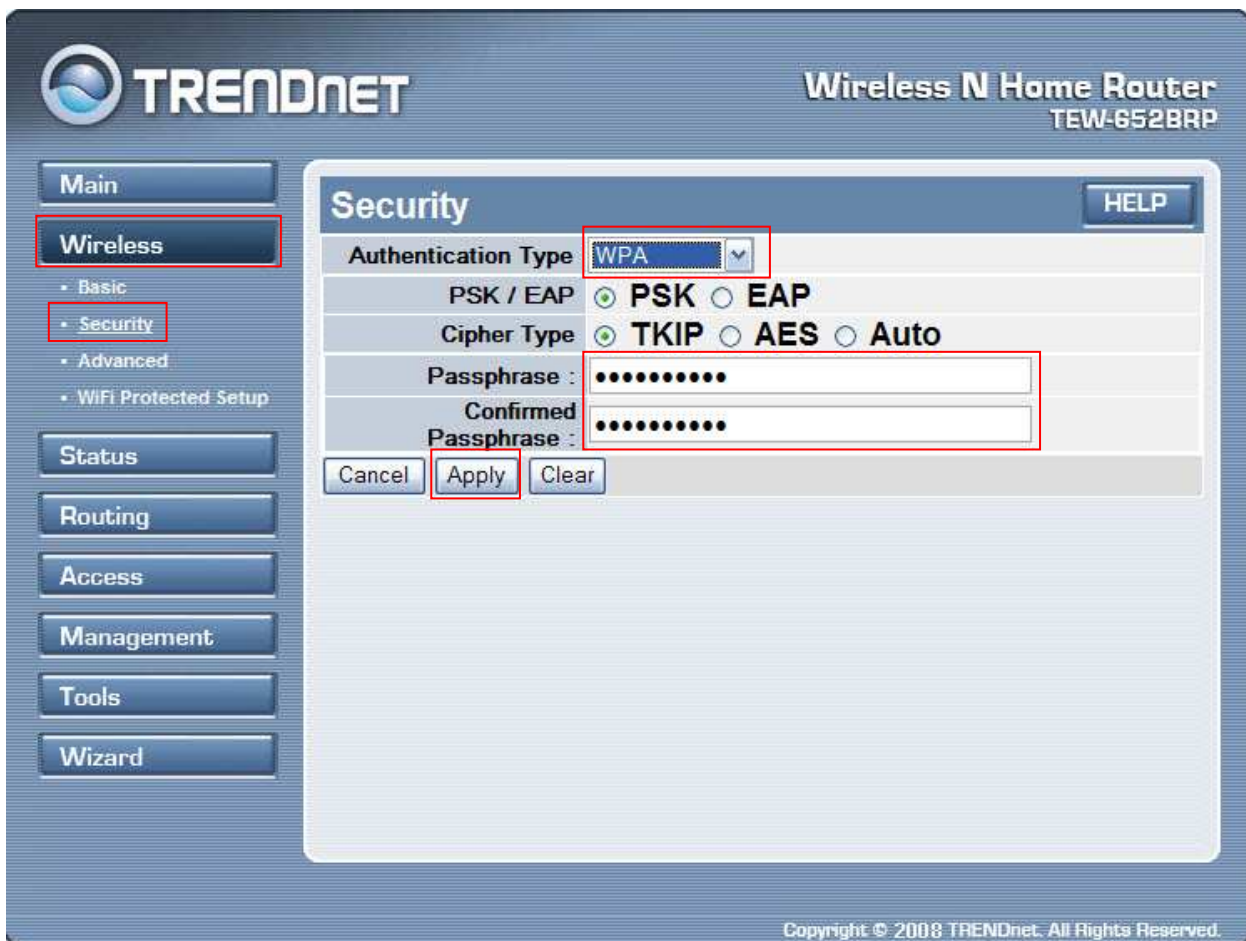 TRENDNET
Wireless N Home Router
TEW-652BRP
Main
Wireless
• Basic
• Security
• Advanced
• WiFi Protected Setup
Status
Routing
Access
Management
Tools
Wizard
Security
HELP
Authentication Type WPA
PSK / EAP PSK EAP
Cipher Type TKIP AES Auto
Passphrase : ••••••••••
Confirmed
Passphrase : ••••••••••
Cancel Apply Clear
Copyright © 2008 TRENDnet. All Rights Reserved.